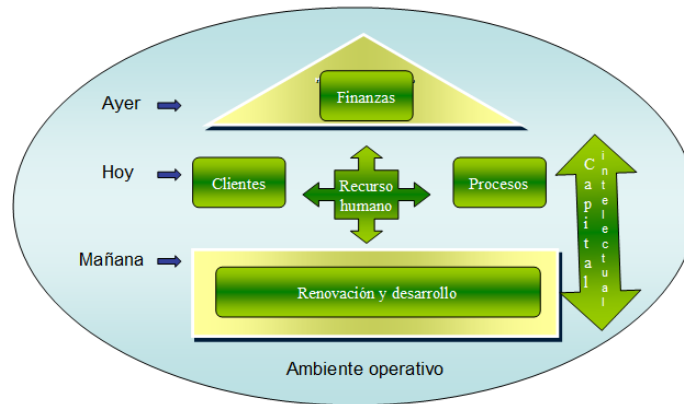 Finanzas
Ayer
Hoy
Clientes
Recurso
humano
Procesos
Capital
intelectual
Mañana
Renovación y desarrollo
Ambiente operativo